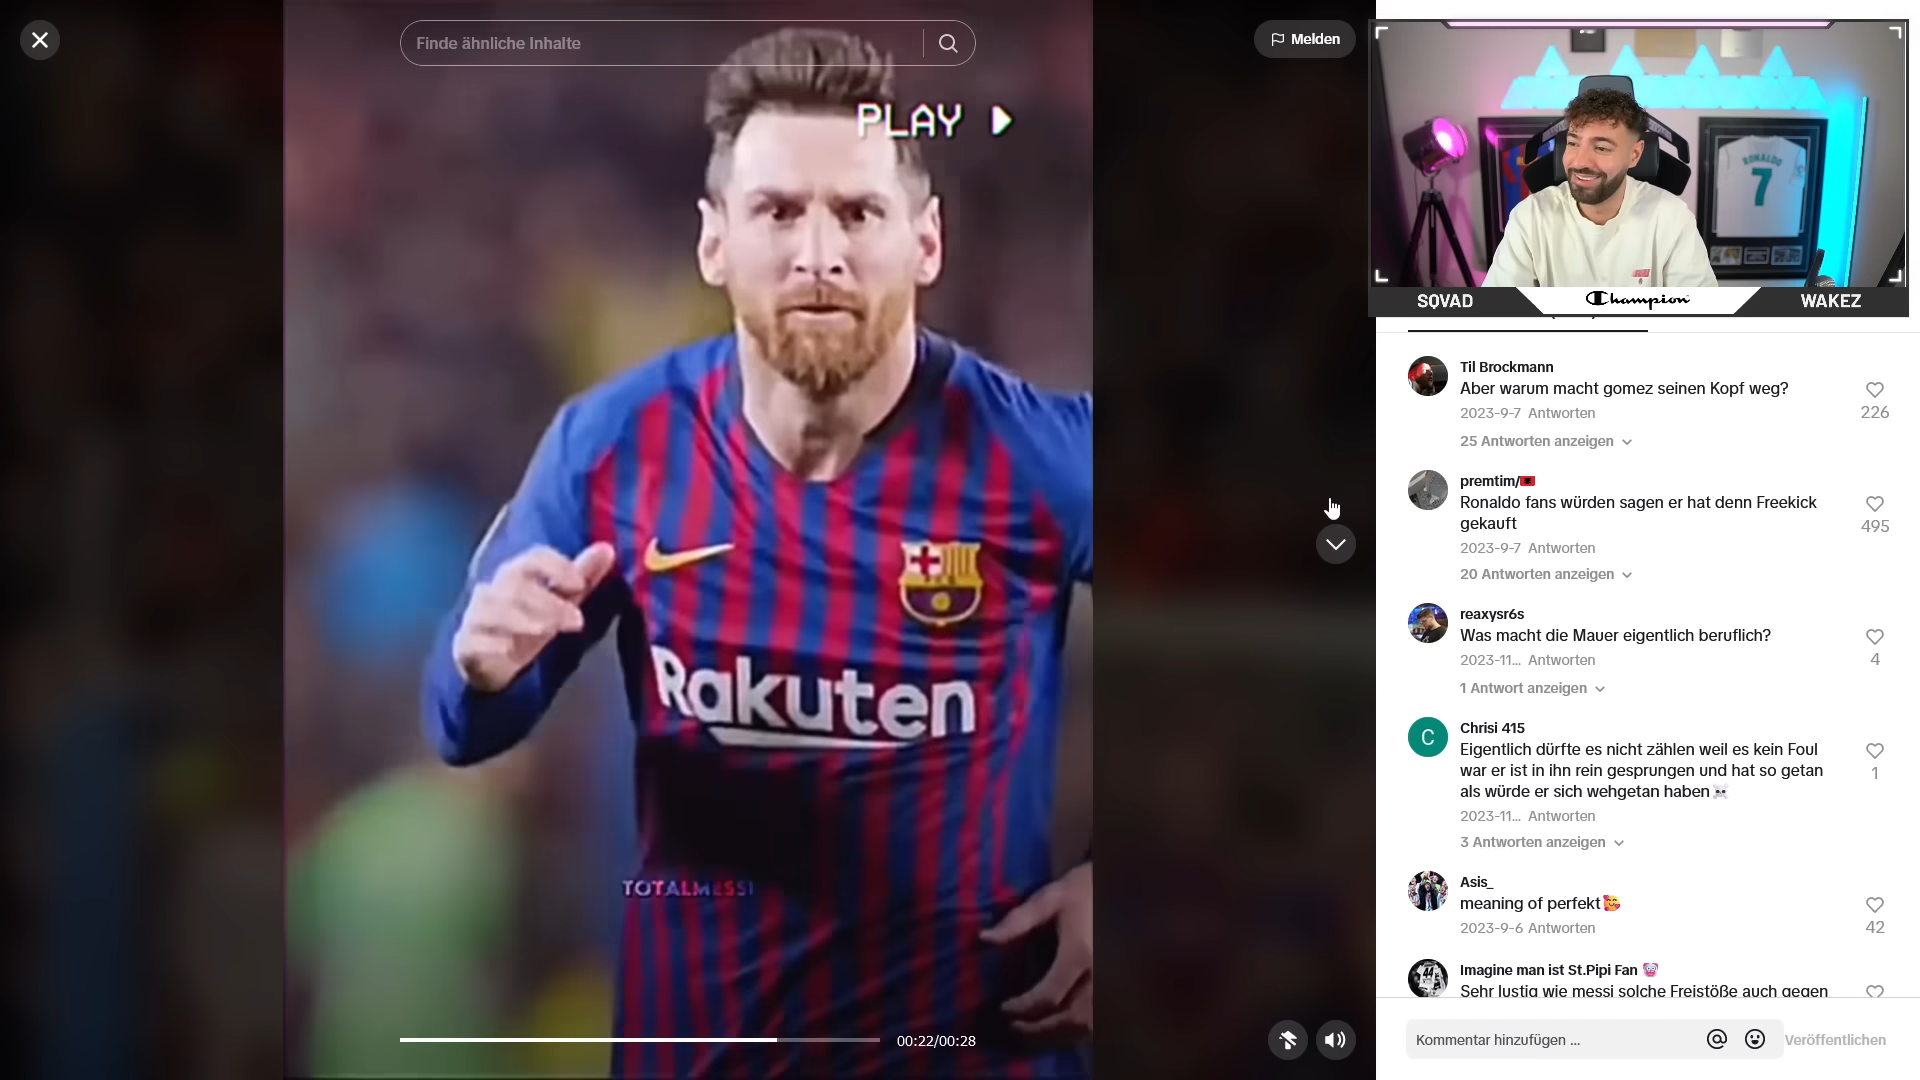 Finde ähnliche Inhalte
Melden
PLAY
RONALDO
7
SQVAD
Champion
WAKEZ
Til Brockmann
Aber warum macht gomez seinen Kopf weg?
2023-9-7 Antworten
226
25 Antworten anzeigen
premtim/
Ronaldo fans würden sagen er hat denn Freekick
gekauft
495
2023-9-7 Antworten
20 Antworten anzeigen
reaxysr6s
Was macht die Mauer eigentlich beruflich?
2023-11... Antworten
4
1 Antwort anzeigen
Chrisi 415
C
Eigentlich dürfte es nicht zählen weil es kein Foul
war er ist in ihn rein gesprungen und hat so getan
als würde er sich wehgetan haben☠️
1
2023-11... Antworten
3 Antworten anzeigen
Asis_
meaning of perfekt🥰
2023-9-6 Antworten
42
Imagine man ist St.Pipi Fan 🤡
Sehr lustig wie messi solche Freistöße auch gegen
Rakuten
TOTALMESSI
00:22/00:28
Kommentar hinzufügen ...
Veröffentlichen